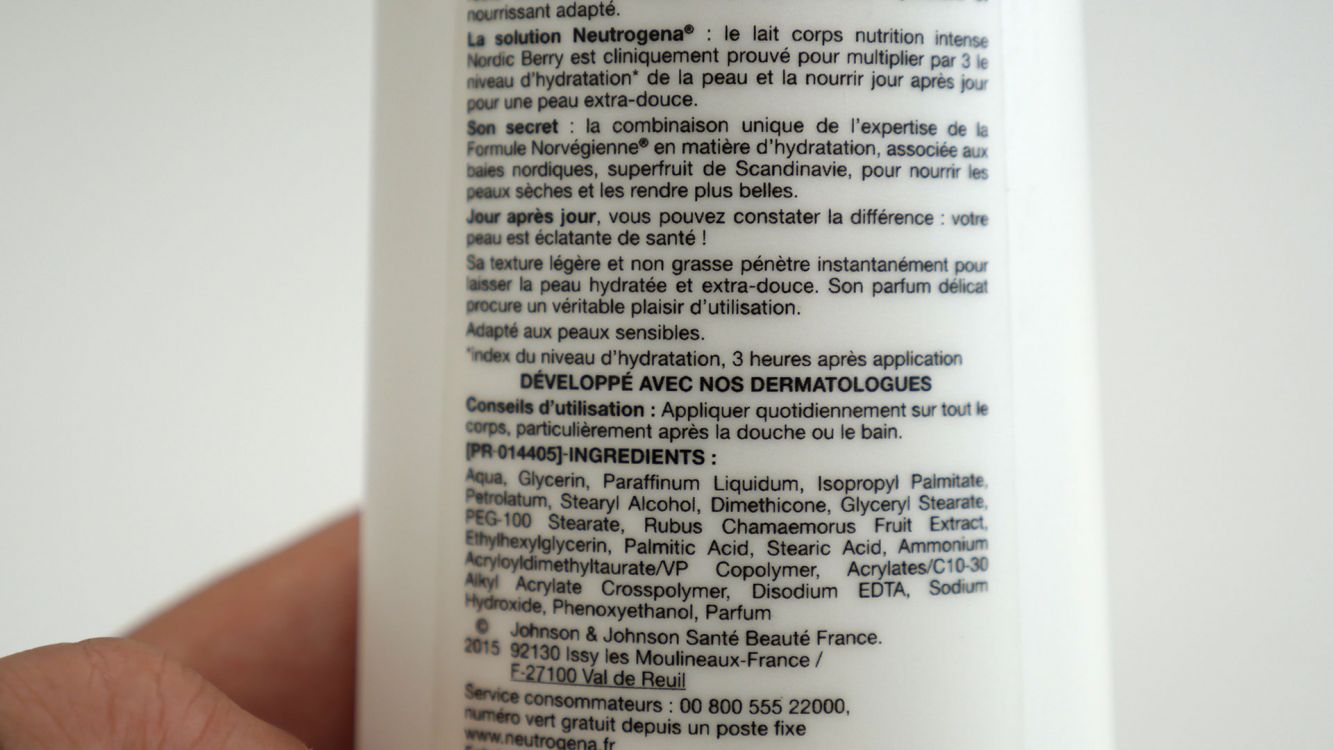 nourrissant adapté.
La solution Neutrogena® : le lait corps nutrition intense
Nordic Berry est cliniquement prouvé pour multiplier par 3 le
niveau d'hydratation* de la peau et la nourrir jour après jour
pour une peau extra-douce.
Son secret : la combinaison unique de l'expertise de la
Formule Norvégienne® en matière d'hydratation, associée aux
baies nordiques, superfruit de Scandinavie, pour nourrir les
peaux sèches et les rendre plus belles.
Jour après jour, vous pouvez constater la différence : votre
peau est éclatante de santé !
Sa texture légère et non grasse pénètre instantanément pour
laisser la peau hydratée et extra-douce. Son parfum délicat
procure un véritable plaisir d'utilisation.
Adapté aux peaux sensibles.
*index du niveau d'hydratation, 3 heures après application
DÉVELOPPÉ AVEC NOS DERMATOLOGUES
Conseils d'utilisation : Appliquer quotidiennement sur tout le
corps, particulièrement après la douche ou le bain.
[PR-014405]-INGREDIENTS :
Aqua, Glycerin, Paraffinum Liquidum, Isopropyl Palmitate,
Petrolatum, Stearyl Alcohol, Dimethicone, Glyceryl Stearate,
PEG-100 Stearate, Rubus Chamaemorus Fruit Extract,
Ethylhexylglycerin, Palmitic Acid, Stearic Acid, Ammonium
Acryloyldimethyltaurate/VP Copolymer, Acrylates/C10-30
Alkyl Acrylate Crosspolymer, Disodium EDTA, Sodium
Hydroxide, Phenoxyethanol, Parfum
© Johnson & Johnson Santé Beauté France.
2015 92130 Issy les Moulineaux-France /
F-27100 Val de Reuil
Service consommateurs : 00 800 555 22000,
numéro vert gratuit depuis un poste fixe
www.neutrogena.fr